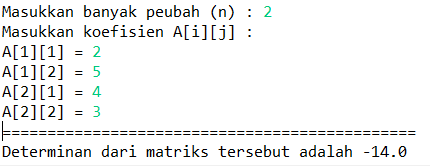 Masukkan banyak peubah (n) : 2
Masukkan koefisien A[i][j] :
A[1][1] = 2
A[1][2] = 5
A[2][1] = 4
A[2][2] = 3
===============================================
Determinan dari matriks tersebut adalah -14.0